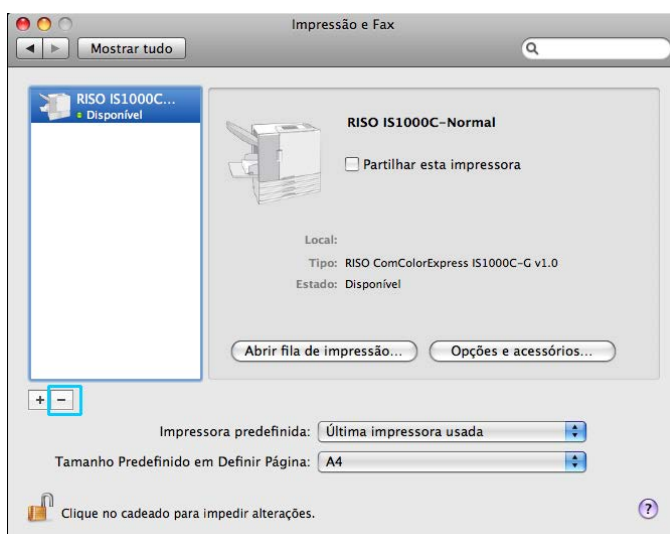 Impressão e Fax
Mostrar tudo
RISO IS1000C...
Disponível
RISO IS1000C-Normal
Partilhar esta impressora
Local:
Tipo: RISO ComColorExpress IS1000C-G v1.0
Estado: Disponível
Abrir fila de impressão... Opções e acessórios...
+ −
Impressora predefinida: Última impressora usada
Tamanho Predefinido em Definir Página: A4
Clique no cadeado para impedir alterações. ?